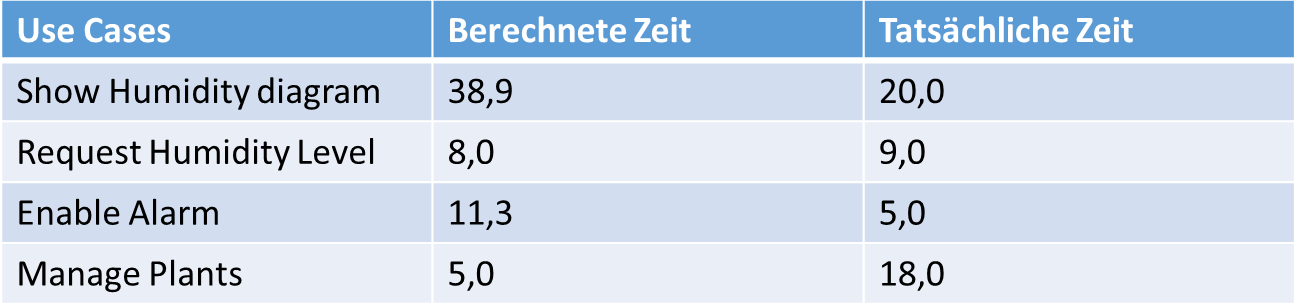 Use Cases Berechnete Zeit Tatsächliche Zeit
Show Humidity diagram 38,9 20,0
Request Humidity Level 8,0 9,0
Enable Alarm 11,3 5,0
Manage Plants 5,0 18,0